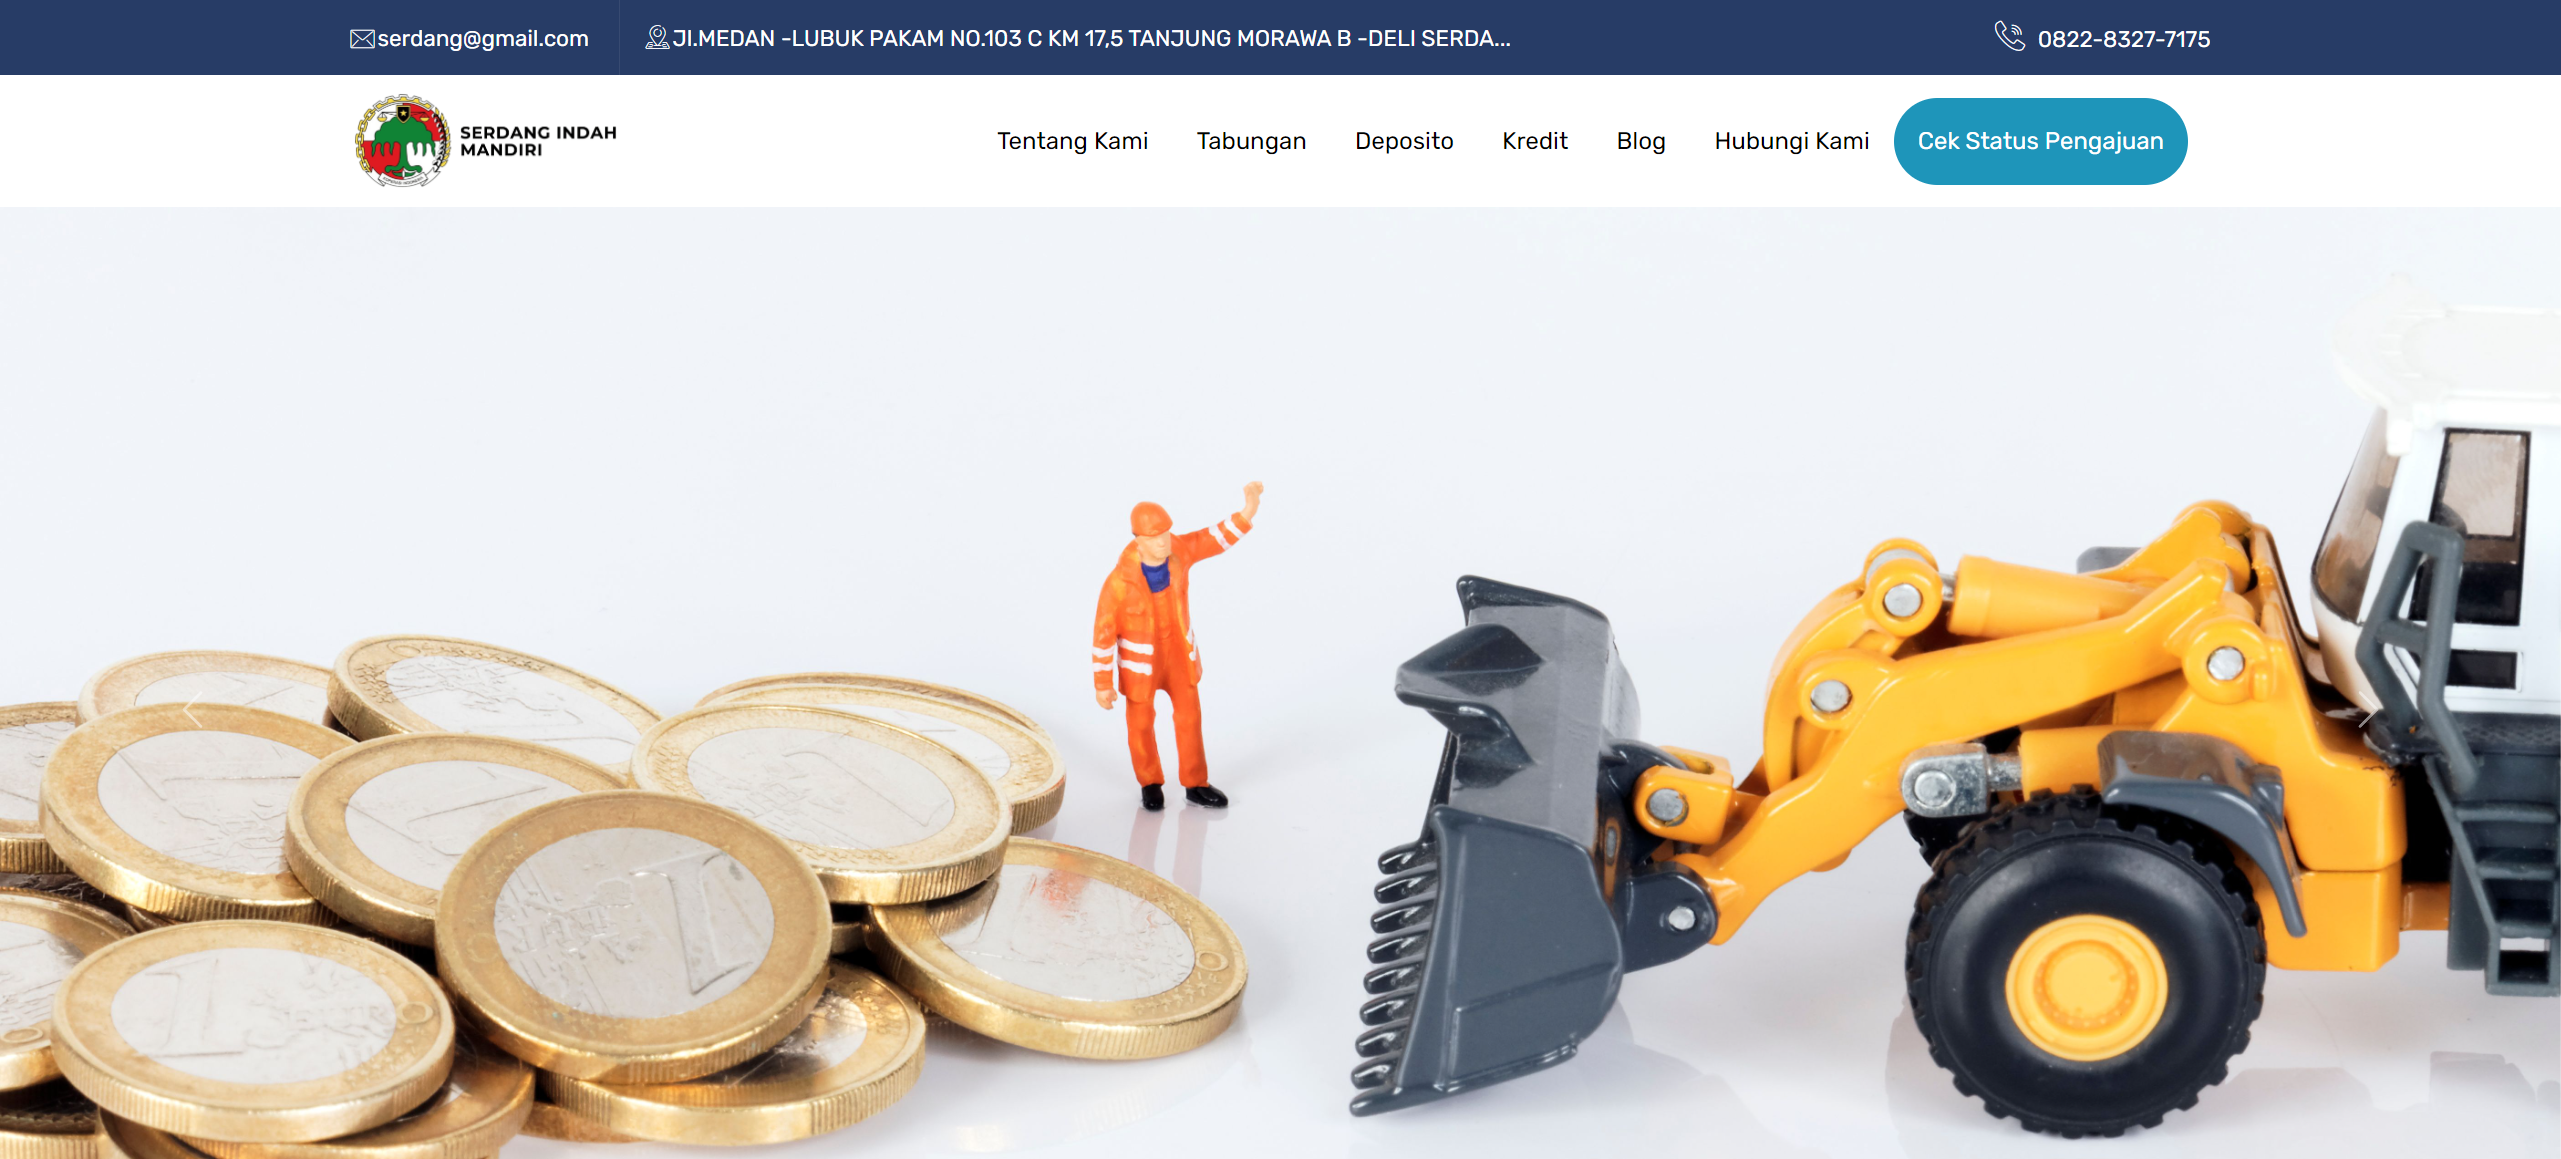 serdang@gmail.com
Jl.MEDAN -LUBUK PAKAM NO.103 C KM 17,5 TANJUNG MORAWA B -DELI SERDA...
0822-8327-7175
SERDANG INDAH
MANDIRI
Tentang Kami
Tabungan
Deposito
Kredit
Blog
Hubungi Kami
Cek Status Pengajuan